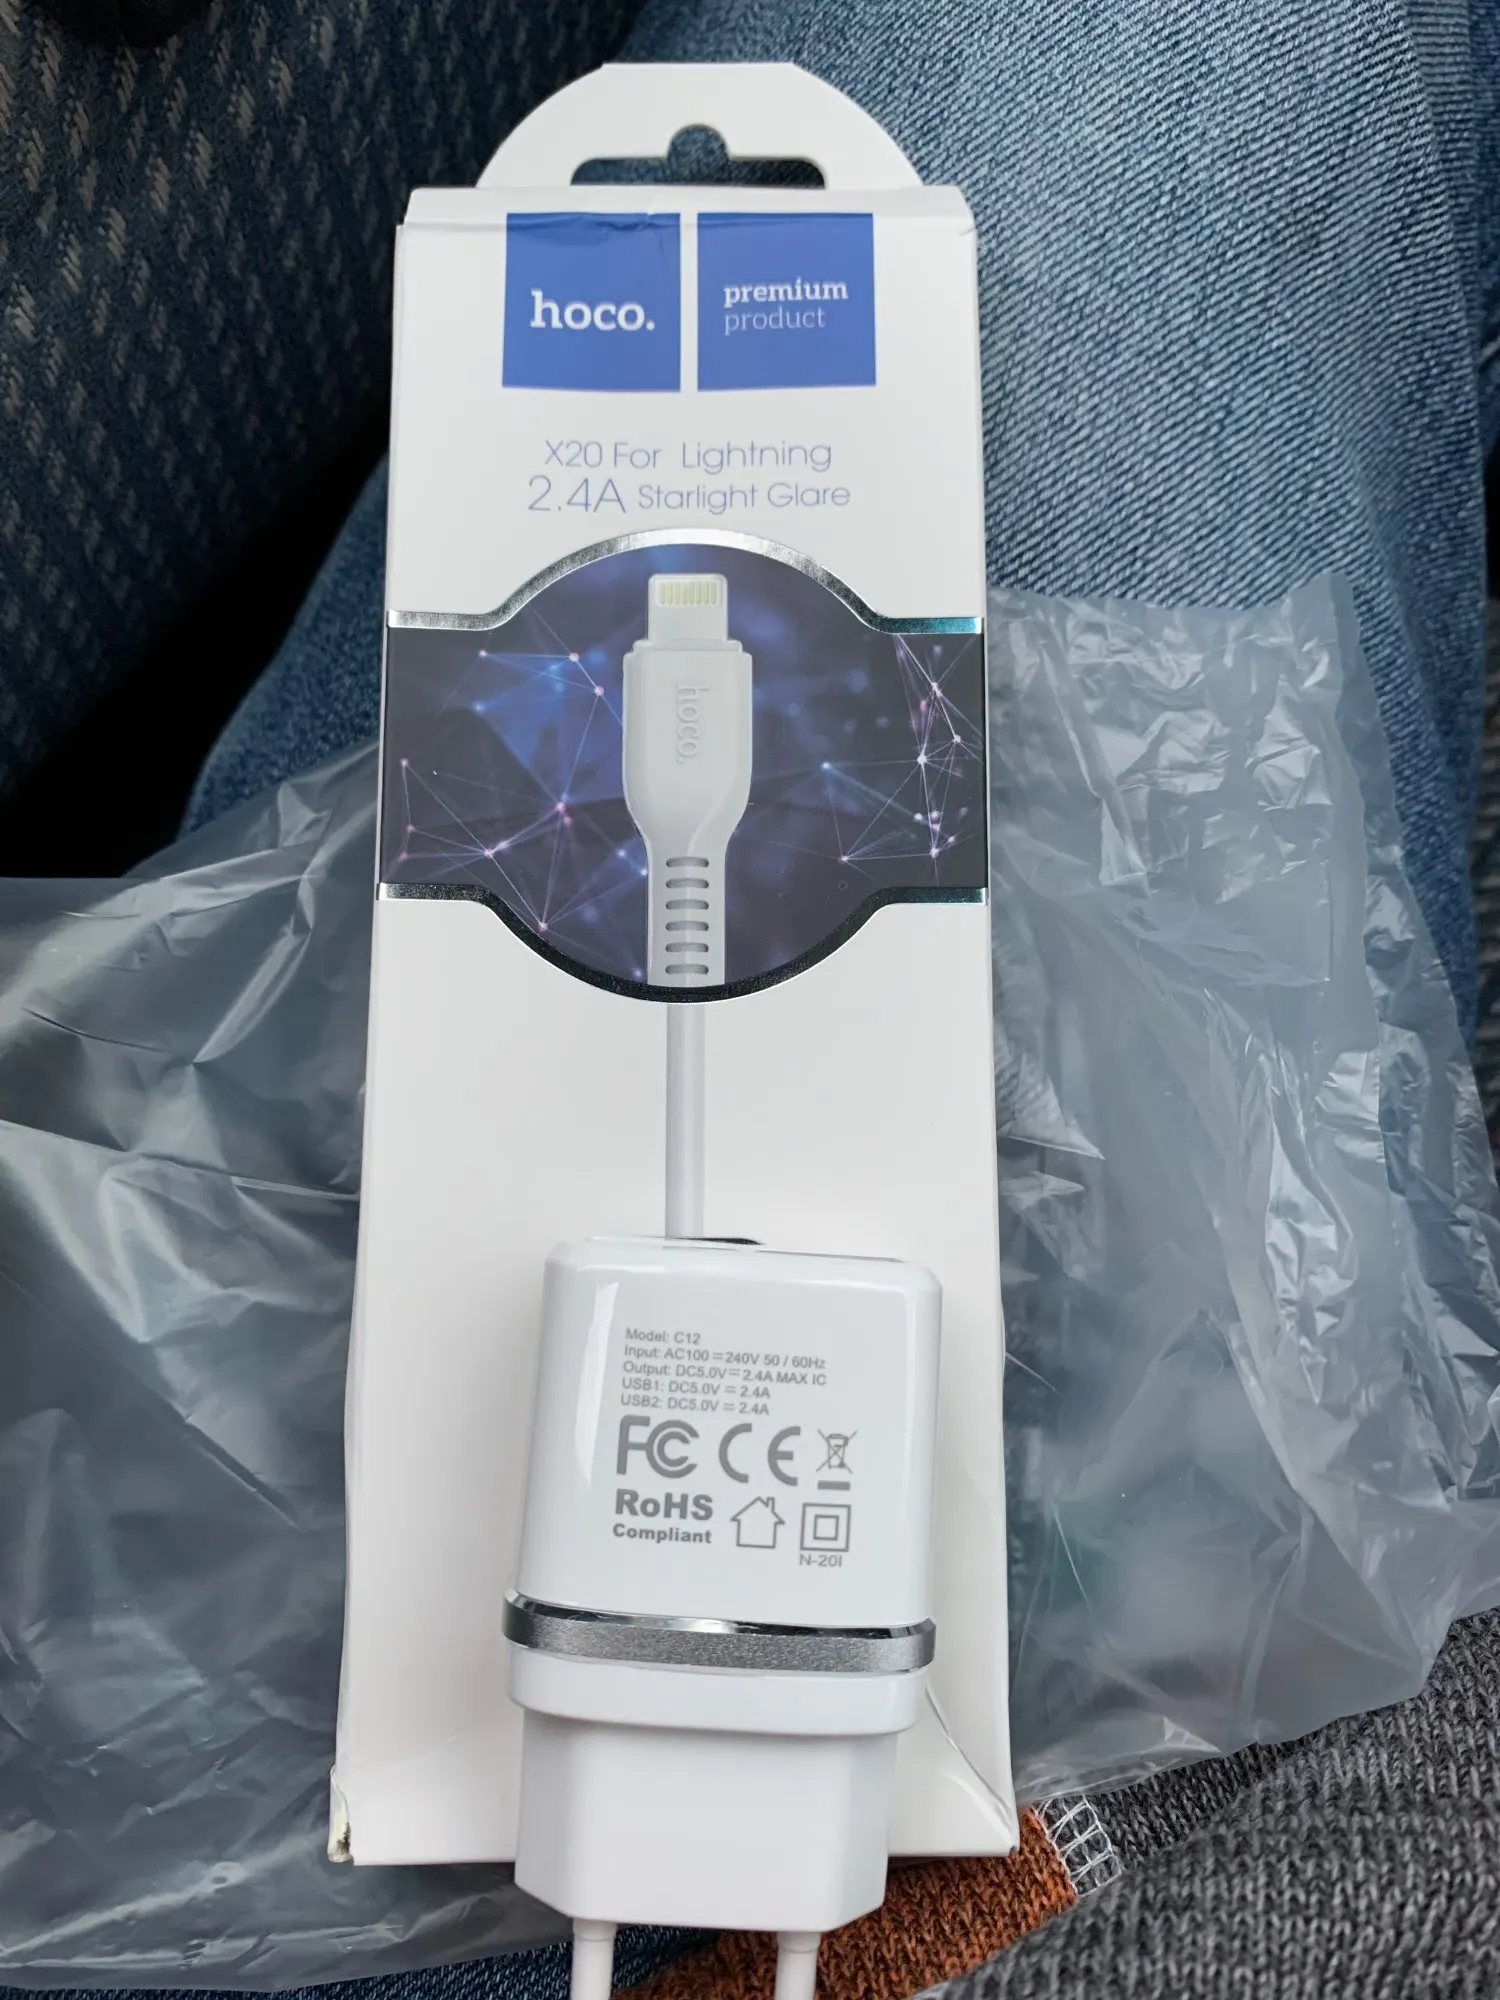 hoco.
premium
product
X20 For Lightning
2.4A Starlight Glare
hoco.
Model: C12
Input: AC100⎓240V 50 / 60Hz
Output: DC5.0V⎓2.4A MAX IC
USB1: DC5.0V ⎓ 2.4A
USB2: DC5.0V ⎓ 2.4A
FC CE
RoHS
Compliant
N-20I